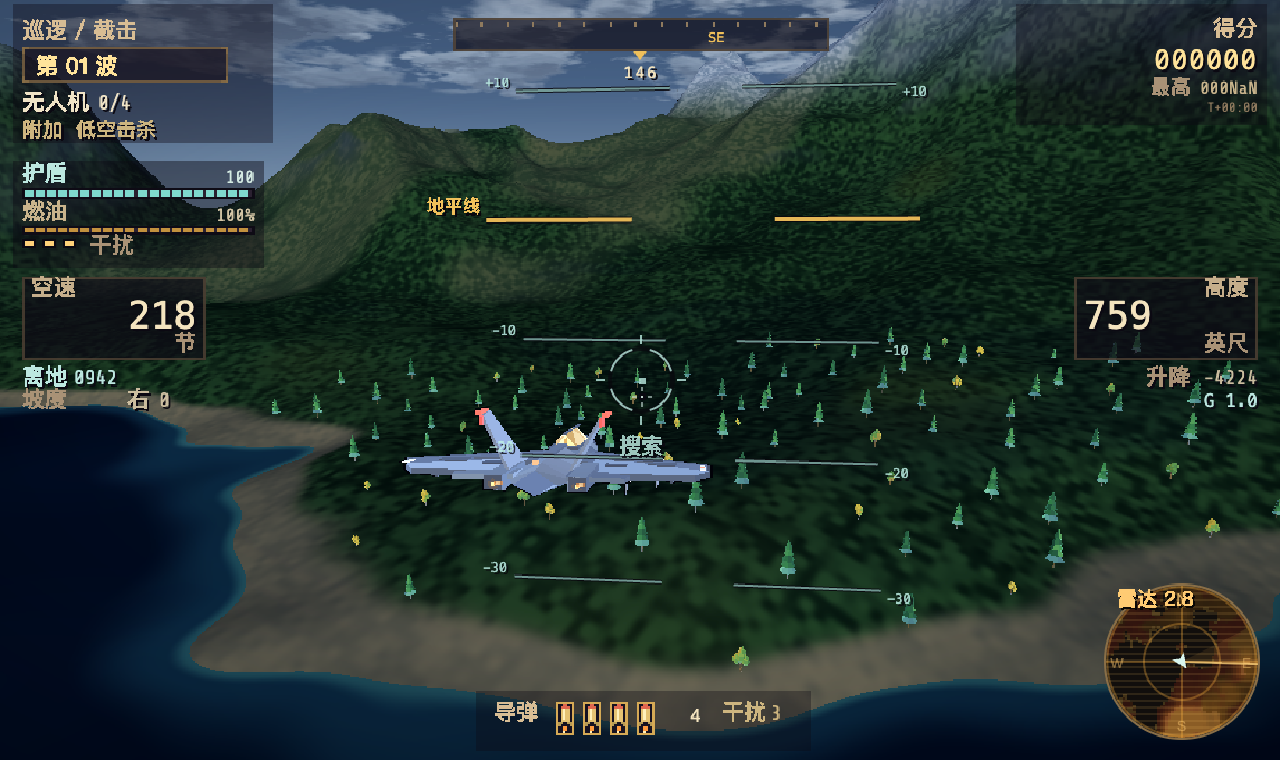 巡逻 / 截击
第 01 波
无人机 0/4
附加 低空击杀
护盾 100
燃油 100%
干扰
空速
218
节
离地 0942
坡度 右 0
SE
146
+10 +10
地平线
-10 -10
搜索
-20 -20
-30 -30
得分
000000
最高 000NaN
T+00:00
高度
759
英尺
升降 -4224
G 1.0
雷达 2:8
W E
S
导弹 4 干扰 3